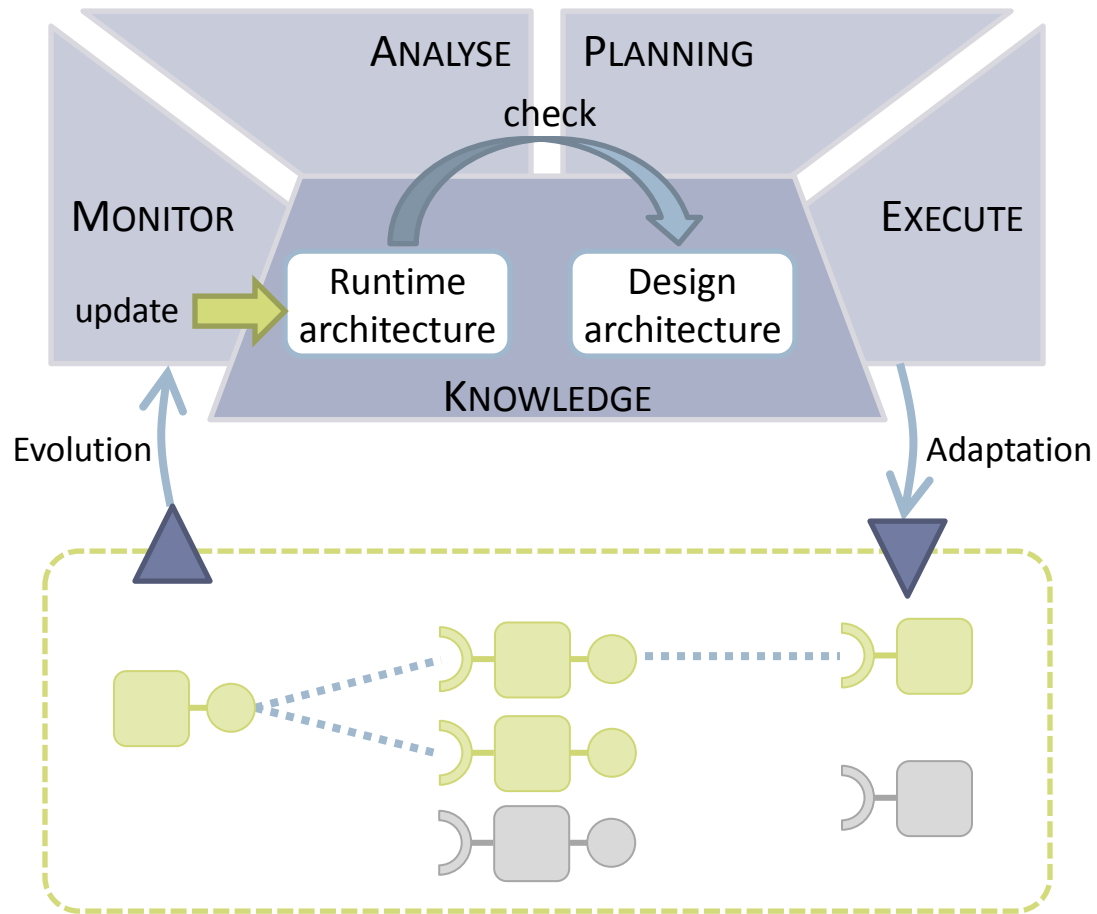 ANALYSE
PLANNING
check
MONITOR
EXECUTE
update
Runtime
architecture
Design
architecture
KNOWLEDGE
Evolution
Adaptation